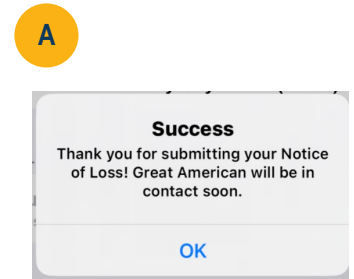 A
Success
Thank you for submitting your Notice
of Loss! Great American will be in
contact soon.
OK